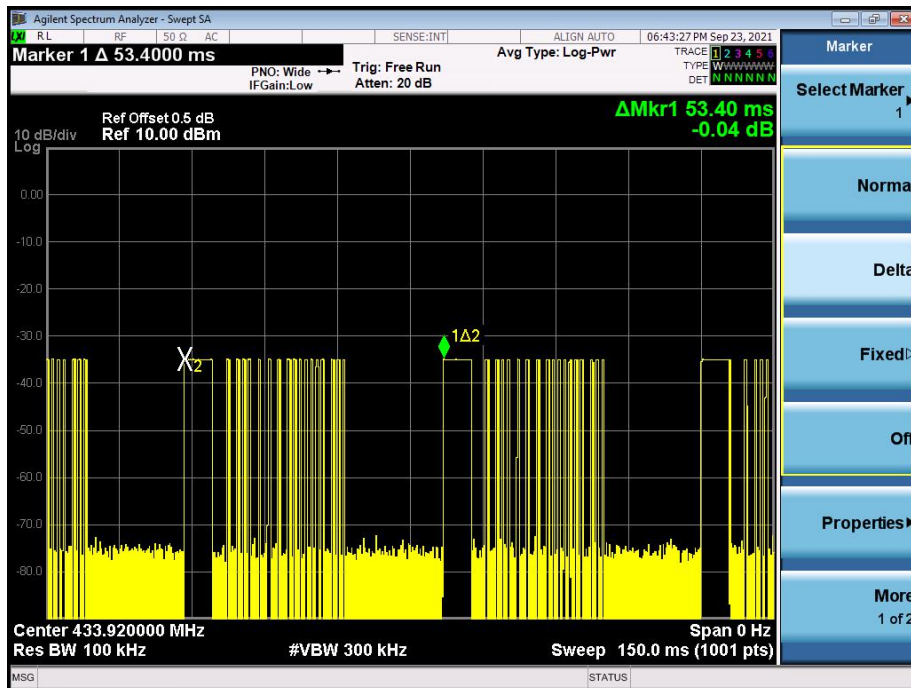 Agilent Spectrum Analyzer - Swept SA
LXI RL RF 50 Ω AC SENSE:INT ALIGN AUTO 06:43:27 PM Sep 23, 2021
Marker 1 Δ 53.4000 ms
PNO: Wide
IFGain:Low
Trig: Free Run
Atten: 20 dB
Avg Type: Log-Pwr
TRACE 1 2 3 4 5 6
TYPE WWWWWW
DET N N N N N N
Ref Offset 0.5 dB
10 dB/div Ref 10.00 dBm
Log
ΔMkr1 53.40 ms
-0.04 dB
0.00
-10.0
-20.0
-30.0
-40.0
-50.0
-60.0
-70.0
-80.0
X2
1Δ2
Center 433.920000 MHz Span 0 Hz
Res BW 100 kHz #VBW 300 kHz Sweep 150.0 ms (1001 pts)
MSG STATUS
Marker
Select Marker
1
Norma
Delta
Fixed
Off
Properties
More
1 of 2